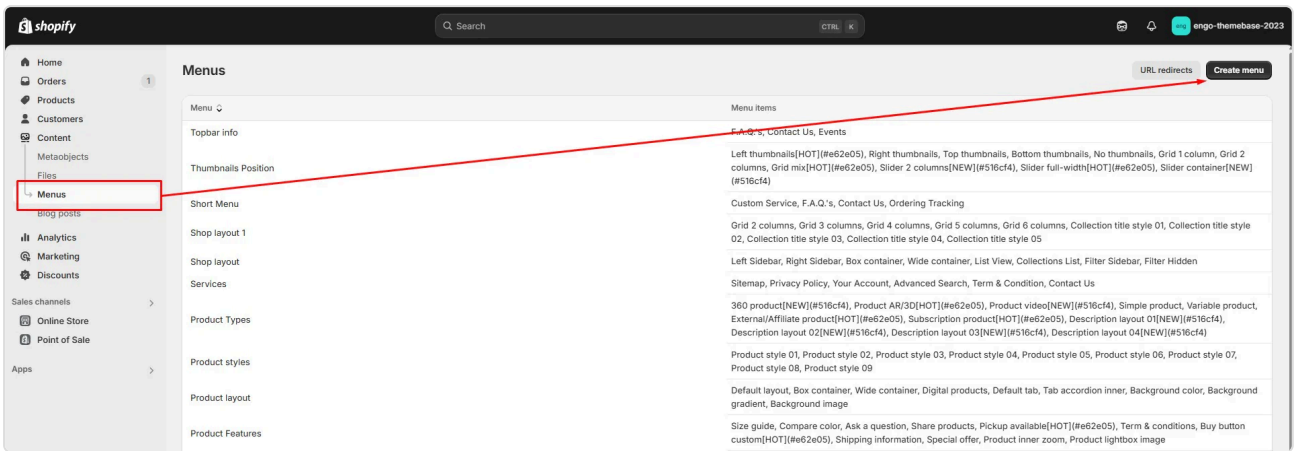 shopify
Search
CTRL K
eng
engo-themebase-2023
Home
Orders 1
Products
Customers
Content
Metaobjects
Files
Menus
Blog posts
Analytics
Marketing
Discounts
Sales channels
Online Store
Point of Sale
Apps
Menus
URL redirects
Create menu
Menu
Menu items
Topbar info
F.A.Q.'s, Contact Us, Events
Thumbnails Position
Left thumbnails[HOT](#e62e05), Right thumbnails, Top thumbnails, Bottom thumbnails, No thumbnails, Grid 1 column, Grid 2
columns, Grid mix[HOT](#e62e05), Slider 2 columns[NEW](#516cf4), Slider full-width[HOT](#e62e05), Slider container[NEW]
(#516cf4)
Short Menu
Custom Service, F.A.Q.'s, Contact Us, Ordering Tracking
Shop layout 1
Grid 2 columns, Grid 3 columns, Grid 4 columns, Grid 5 columns, Grid 6 columns, Collection title style 01, Collection title style
02, Collection title style 03, Collection title style 04, Collection title style 05
Shop layout
Left Sidebar, Right Sidebar, Box container, Wide container, List View, Collections List, Filter Sidebar, Filter Hidden
Services
Sitemap, Privacy Policy, Your Account, Advanced Search, Term & Condition, Contact Us
Product Types
360 product[NEW](#516cf4), Product AR/3D[HOT](#e62e05), Product video[NEW](#516cf4), Simple product, Variable product,
External/Affiliate product[HOT](#e62e05), Subscription product[HOT](#e62e05), Description layout 01[NEW](#516cf4),
Description layout 02[NEW](#516cf4), Description layout 03[NEW](#516cf4), Description layout 04[NEW](#516cf4)
Product styles
Product style 01, Product style 02, Product style 03, Product style 04, Product style 05, Product style 06, Product style 07,
Product style 08, Product style 09
Product layout
Default layout, Box container, Wide container, Digital products, Default tab, Tab accordion inner, Background color, Background
gradient, Background image
Product Features
Size guide, Compare color, Ask a question, Share products, Pickup available[HOT](#e62e05), Term & conditions, Buy button
custom[HOT](#e62e05), Shipping information, Special offer, Product inner zoom, Product lightbox image